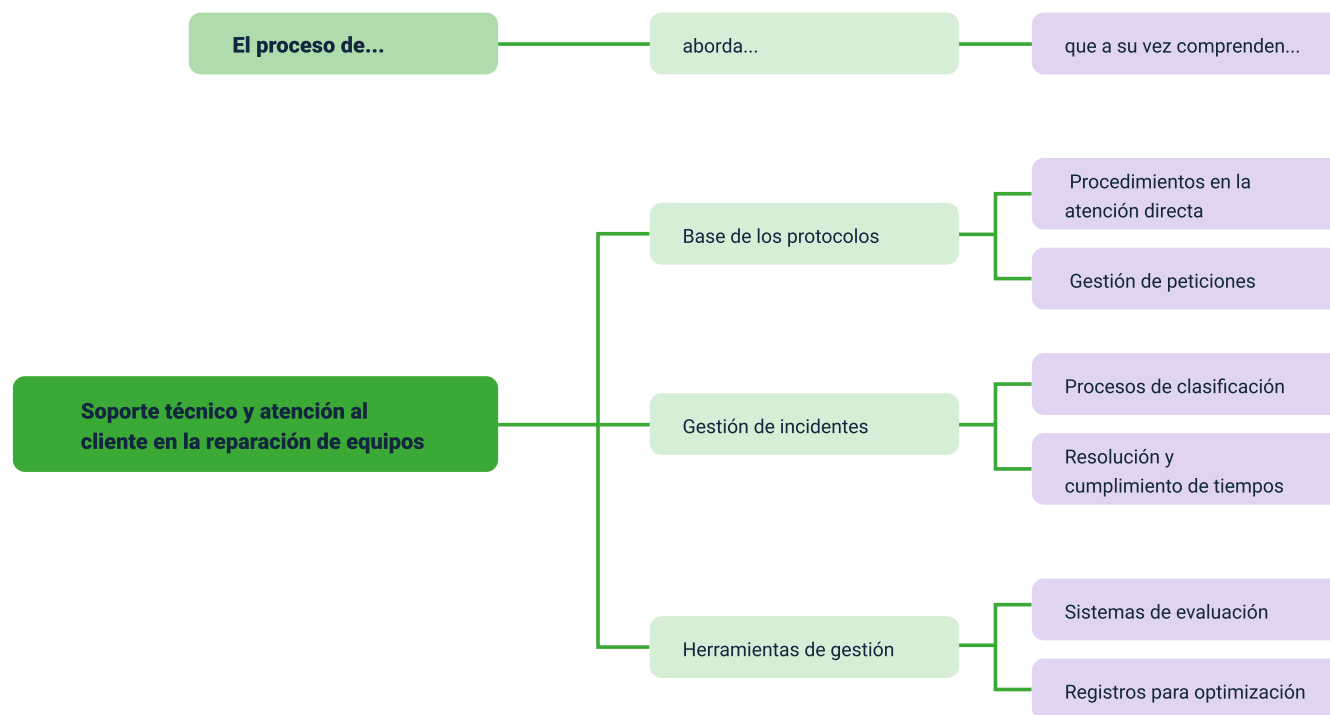 El proceso de...
aborda...
que a su vez comprenden...
Procedimientos en la
atención directa
Base de los protocolos
Gestión de peticiones
Soporte técnico y atención al
cliente en la reparación de equipos
Gestión de incidentes
Procesos de clasificación
Resolución y
cumplimiento de tiempos
Herramientas de gestión
Sistemas de evaluación
Registros para optimización